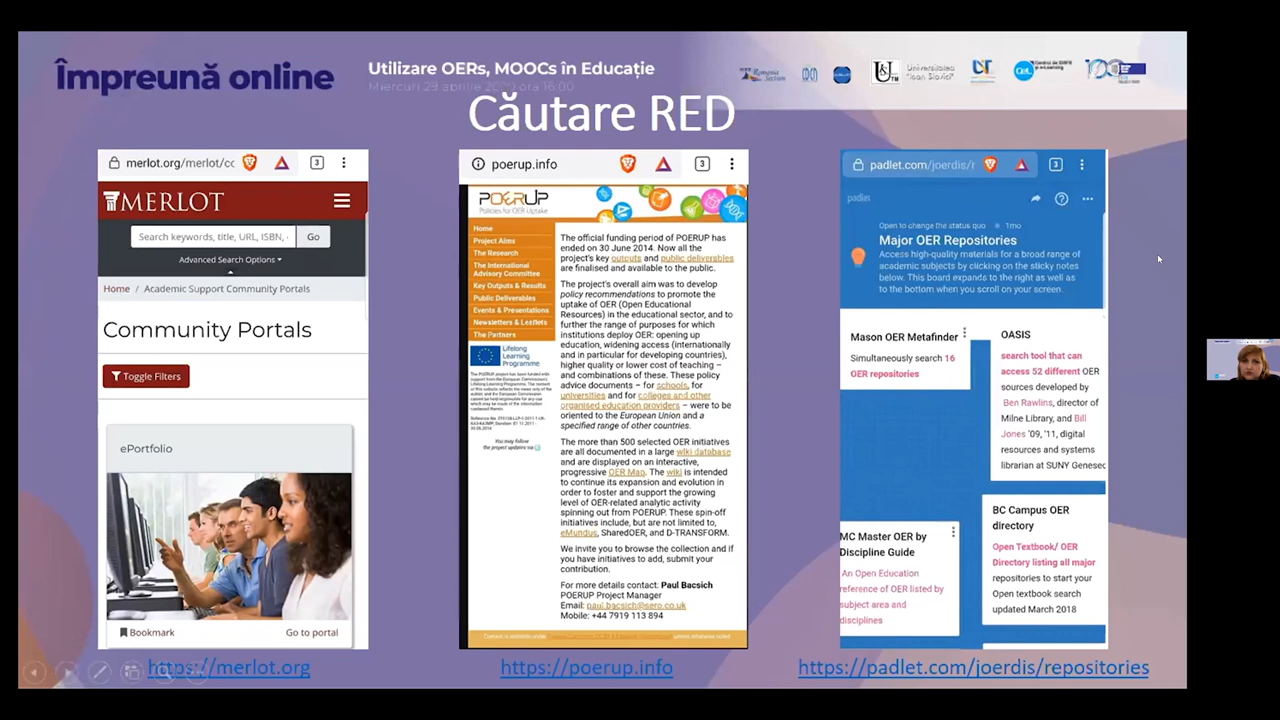 Împreună online
Utilizare OERs, MOOCs în Educație
Miercuri 29 aprilie 2020 ora 16:00
Universitatea
"Ioan Slavici"
Căutare RED
merlot.org/merlot/cc
3
MERLOT
Search keywords, title, URL, ISBN,
Go
Advanced Search Options
Home / Academic Support Community Portals
Community Portals
Toggle Filters
ePortfolio
Bookmark
Go to portal
https://merlot.org
poerup.info
3
POERUP
Policies for OER Uptake
Home
Project Aims
The Research
The International
Advisory Committee
Key Outputs & Results
Public Deliverables
Events & Presentations
Newsletters & Leaflets
The Partners
Lifelong
Learning
Programme
You may follow
the project updates via
The official funding period of POERUP has
ended on 30 June 2014. Now all the
project's key outputs and public deliverables
are finalised and available to the public.
The project's overall aim was to develop
policy recommendations to promote the
uptake of OER (Open Educational
Resources) in the educational sector, and to
further the range of purposes for which
institutions deploy OER: opening up
education, widening access (internationally
and in particular for developing countries),
higher quality or lower cost of teaching –
and combinations of these. These policy
advice documents – for schools, for
universities and for colleges and other
organised education providers – were to be
oriented to the European Union and a
specified range of other countries.
The more than 500 selected OER initiatives
are all documented in a large wiki database
and are displayed on an interactive,
progressive OER Map. The wiki is intended
to continue its expansion and evolution in
order to foster and support the growing
level of OER-related analytic activity
spinning out from POERUP. These spin-off
initiatives include, but are not limited to,
eMundus, SharedOER, and D-TRANSFORM.
We invite you to browse the collection and if
you have initiatives to add, submit your
contribution.
For more details contact: Paul Bacsich
POERUP Project Manager
Email: paul.bacsich@sero.co.uk
Mobile: +44 7919 113 894
https://poerup.info
padlet.com/joerdis/r
3
padlet
Open to change the status quo 1mo
Major OER Repositories
Access high-quality materials for a broad range of
academic subjects by clicking on the sticky notes
below. This board expands to the right as well as
to the bottom when you scroll on your screen.
Mason OER Metafinder
Simultaneously search 16
OER repositories
OASIS
search tool that can
access 52 different OER
sources developed by
Ben Rawlins, director of
Milne Library, and Bill
Jones '09, '11, digital
resources and systems
librarian at SUNY Genesec
MC Master OER by
Discipline Guide
An Open Education
reference of OER listed by
subject area and
disciplines
BC Campus OER
directory
Open Textbook/ OER
Directory listing all major
repositories to start your
Open textbook search
updated March 2018
https://padlet.com/joerdis/repositories